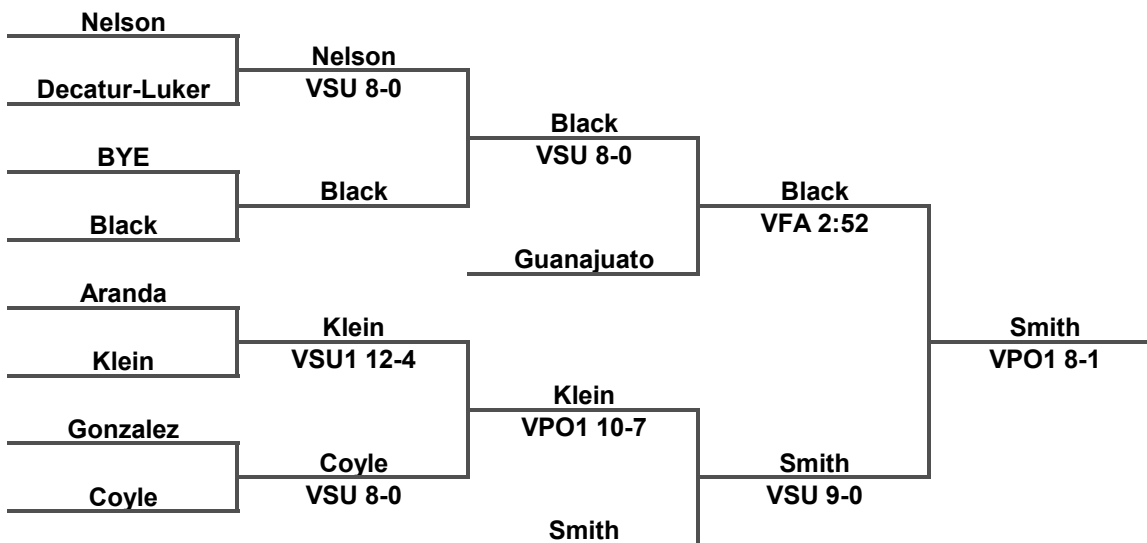 Nelson
Decatur-Luker
Nelson
VSU 8-0
BYE
Black
Black
Black
VSU 8-0
Guanajuato
Black
VFA 2:52
Aranda
Klein
Klein
VSU1 12-4
Gonzalez
Coyle
Coyle
VSU 8-0
Klein
VPO1 10-7
Smith
Smith
VSU 9-0
Smith
VPO1 8-1